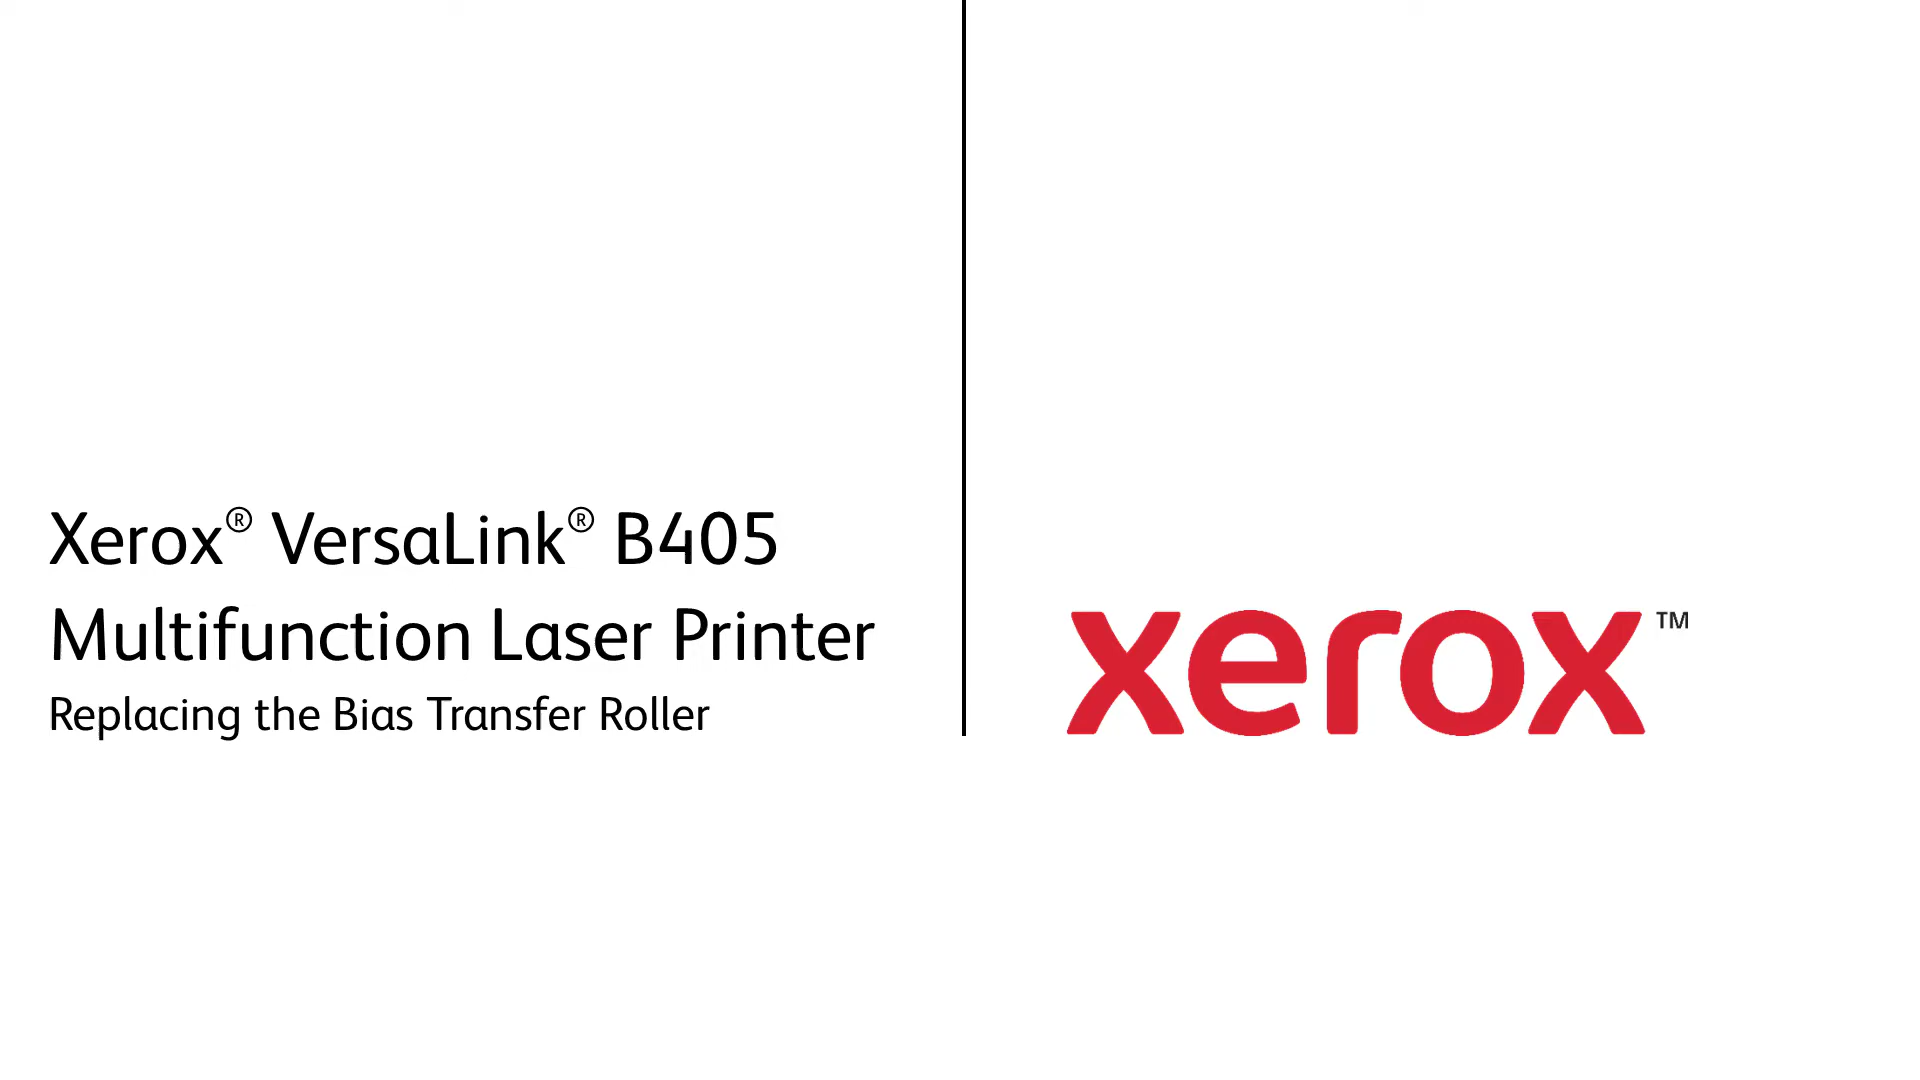 Xerox® VersaLink® B405
Multifunction Laser Printer
Replacing the Bias Transfer Roller
xerox™